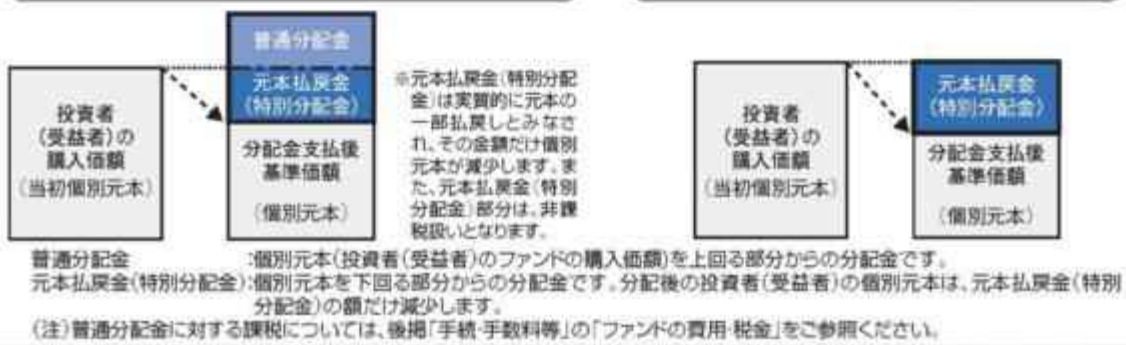 普通分配金
元本払戻金
(特別分配金)
投資者
(受益者)の
購入価額
(当初個別元本)
分配金支払後
基準価額
(個別元本)
※元本払戻金(特別分配
金)は実質的に元本の
一部払戻しとみなさ
れ、その金額だけ個別
元本が減少します。ま
た、元本払戻金(特別
分配金)部分は、非課
税扱いとなります。
投資者
(受益者)の
購入価額
(当初個別元本)
元本払戻金
(特別分配金)
分配金支払後
基準価額
(個別元本)
普通分配金 :個別元本(投資者(受益者)のファンドの購入価額)を上回る部分からの分配金です。
元本払戻金(特別分配金):個別元本を下回る部分からの分配金です。分配後の投資者(受益者)の個別元本は、元本払戻金(特別
分配金)の額だけ減少します。
(注)普通分配金に対する課税については、後掲「手続・手数料等」の「ファンドの費用・税金」をご参照ください。